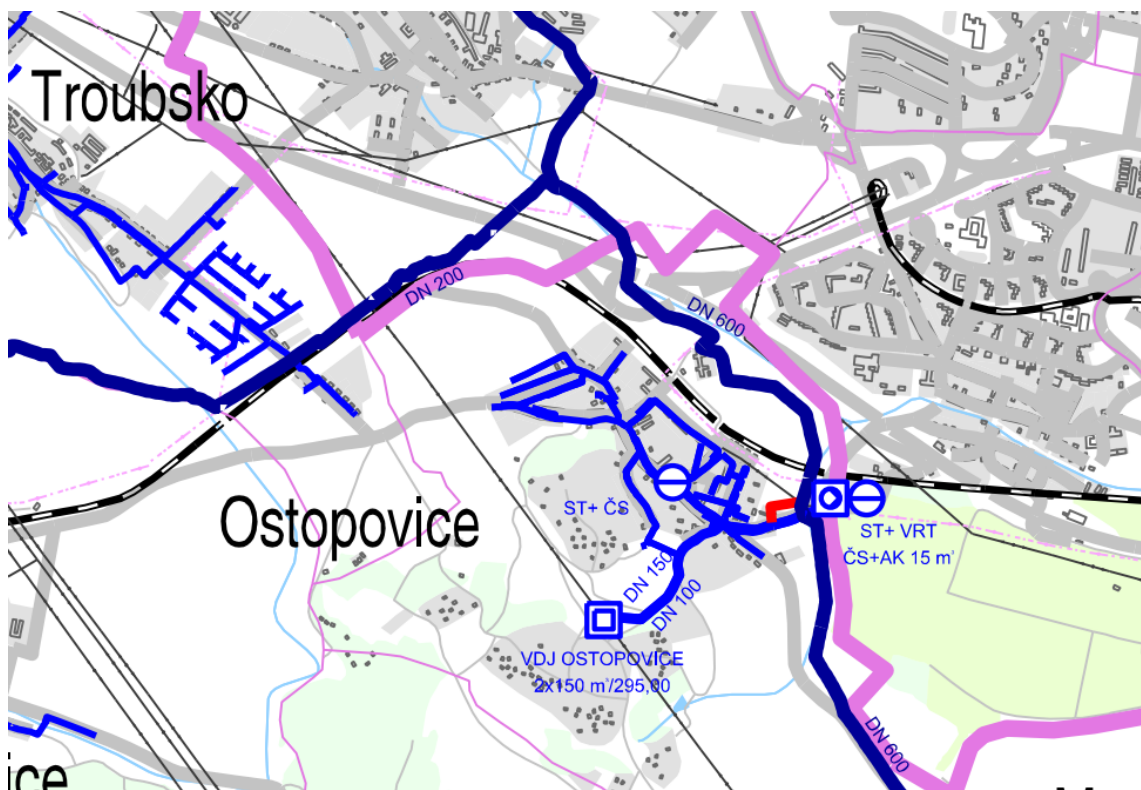 Troubsko
DN 200
DN 600
Ostopovice
ST+ ČS
ST+ VRT
ČS+AK 15 m³
DN 150
DN 100
VDJ OSTOPOVICE
2x150 m³/295,00
DN 600
ice